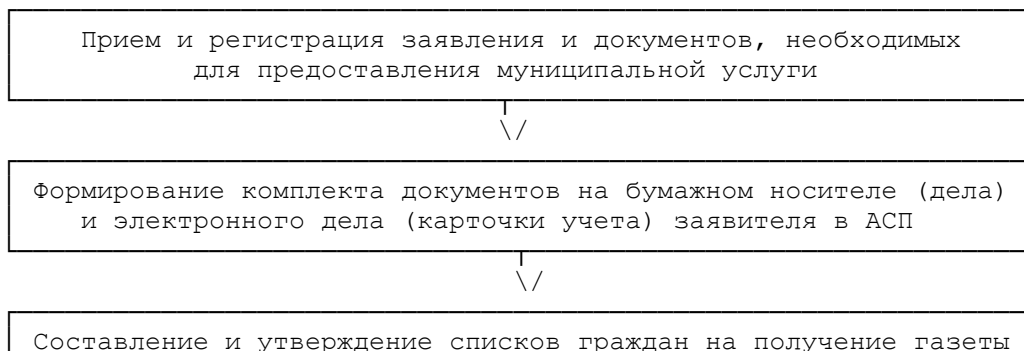 Прием и регистрация заявления и документов, необходимых
для предоставления муниципальной услуги
\/
Формирование комплекта документов на бумажном носителе (дела)
и электронного дела (карточки учета) заявителя в АСП
\/
Составление и утверждение списков граждан на получение газеты